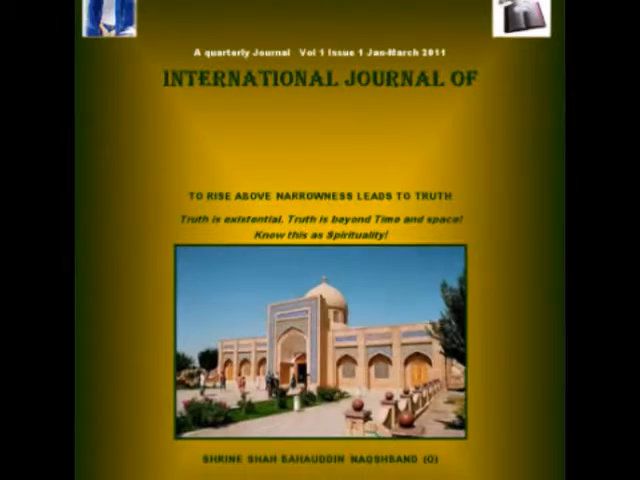 A quarterly Journal Vol 1 Issue 1 Jan-March 2011
INTERNATIONAL JOURNAL OF
TO RISE ABOVE NARROWNESS LEADS TO TRUTH
Truth is existential. Truth is beyond Time and space!
Know this as Spirituality!
SHRINE SHAH BAHAUDDIN NAQSHBAND (Q)